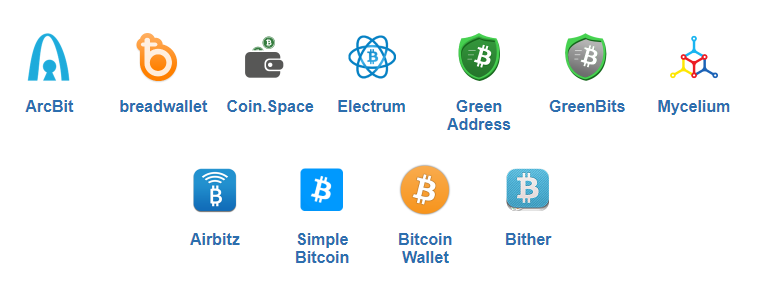 ArcBit
breadwallet
Coin.Space
Electrum
Green
Address
GreenBits
Mycelium
Airbitz
Simple
Bitcoin
Bitcoin
Wallet
Bither